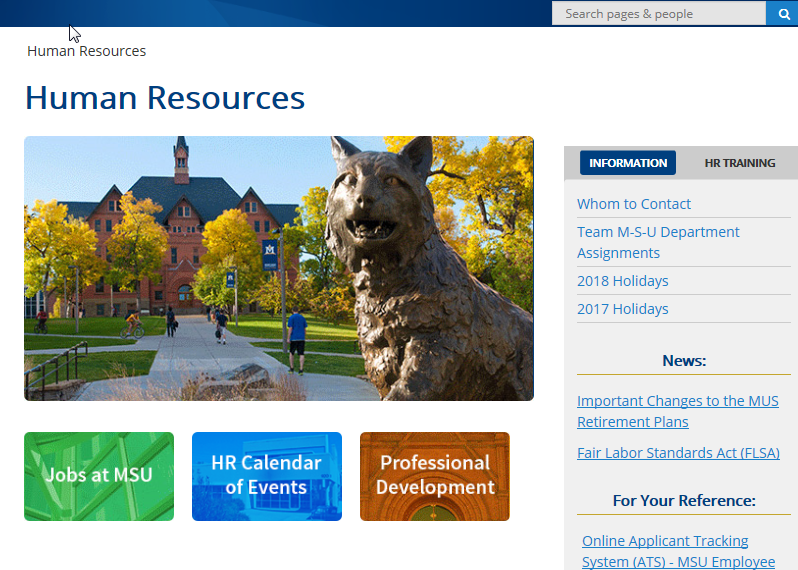 Search pages & people
Human Resources
Human Resources
INFORMATION
HR TRAINING
Whom to Contact
Team M-S-U Department
Assignments
2018 Holidays
2017 Holidays
News:
Important Changes to the MUS
Retirement Plans
Fair Labor Standards Act (FLSA)
For Your Reference:
Online Applicant Tracking
System (ATS) - MSU Employee
Jobs at MSU
HR Calendar
of Events
Professional
Development